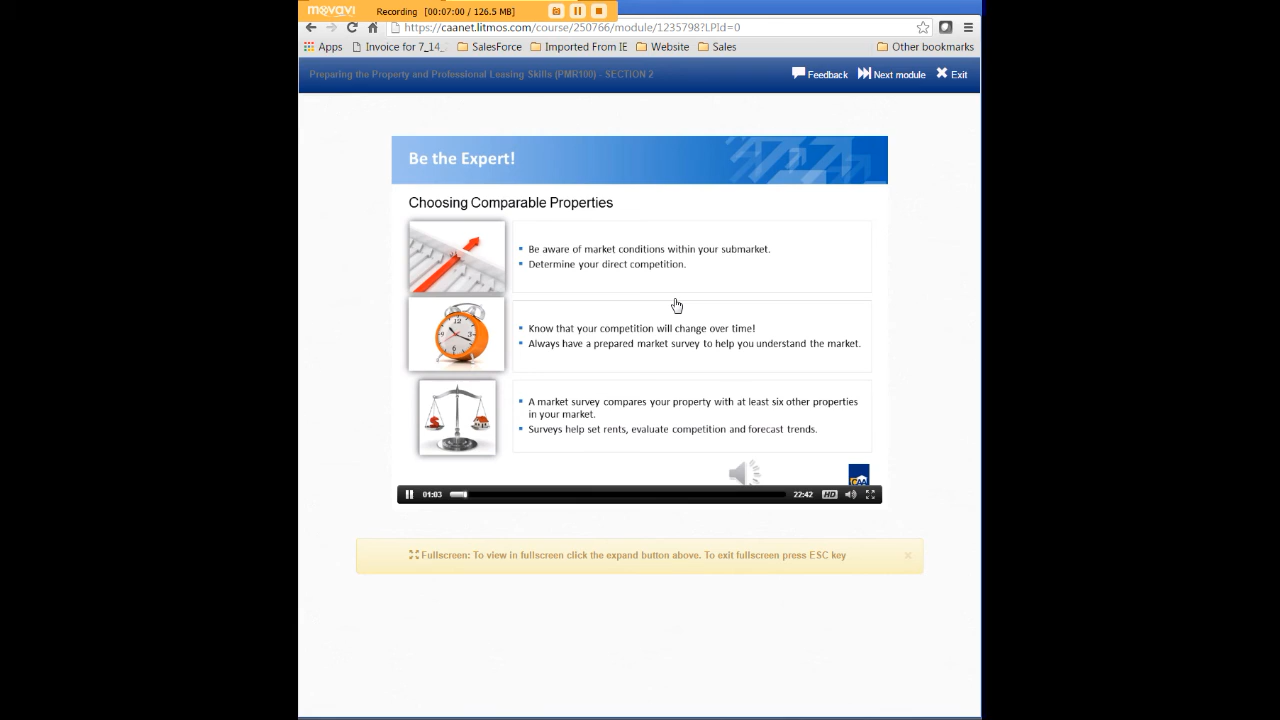 movavi Recording [00:07:00 / 126.5 MB]
https://caanet.litmos.com/course/250766/module/1235798?LPId=0
Apps Invoice for 7_14_ SalesForce Imported From IE Website Sales Other bookmarks
Preparing the Property and Professional Leasing Skills (PMR100) - SECTION 2 Feedback Next module Exit
Be the Expert!
Choosing Comparable Properties
Be aware of market conditions within your submarket.
Determine your direct competition.
Know that your competition will change over time!
Always have a prepared market survey to help you understand the market.
A market survey compares your property with at least six other properties
in your market.
Surveys help set rents, evaluate competition and forecast trends.
CAA
01:03 22:42 HD
Fullscreen: To view in fullscreen click the expand button above. To exit fullscreen press ESC key ×